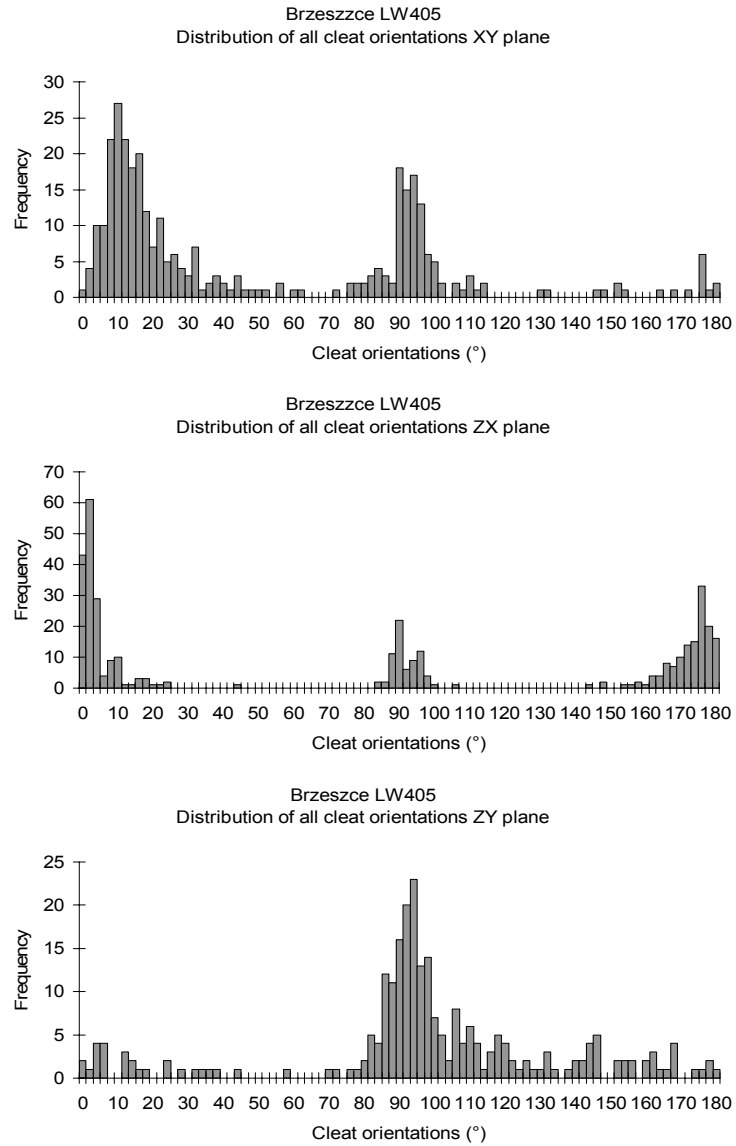 Brzeszzce LW405
Distribution of all cleat orientations XY plane
30
25
20
15
10
5
0
Frequency
0 10 20 30 40 50 60 70 80 90 100 110 120 130 140 150 160 170 180
Cleat orientations (°)
Brzeszzce LW405
Distribution of all cleat orientations ZX plane
70
60
50
40
30
20
10
0
Frequency
0 10 20 30 40 50 60 70 80 90 100 110 120 130 140 150 160 170 180
Cleat orientations (°)
Brzeszce LW405
Distribution of all cleat orientations ZY plane
25
20
15
10
5
0
Frequency
0 10 20 30 40 50 60 70 80 90 100 110 120 130 140 150 160 170 180
Cleat orientations (°)